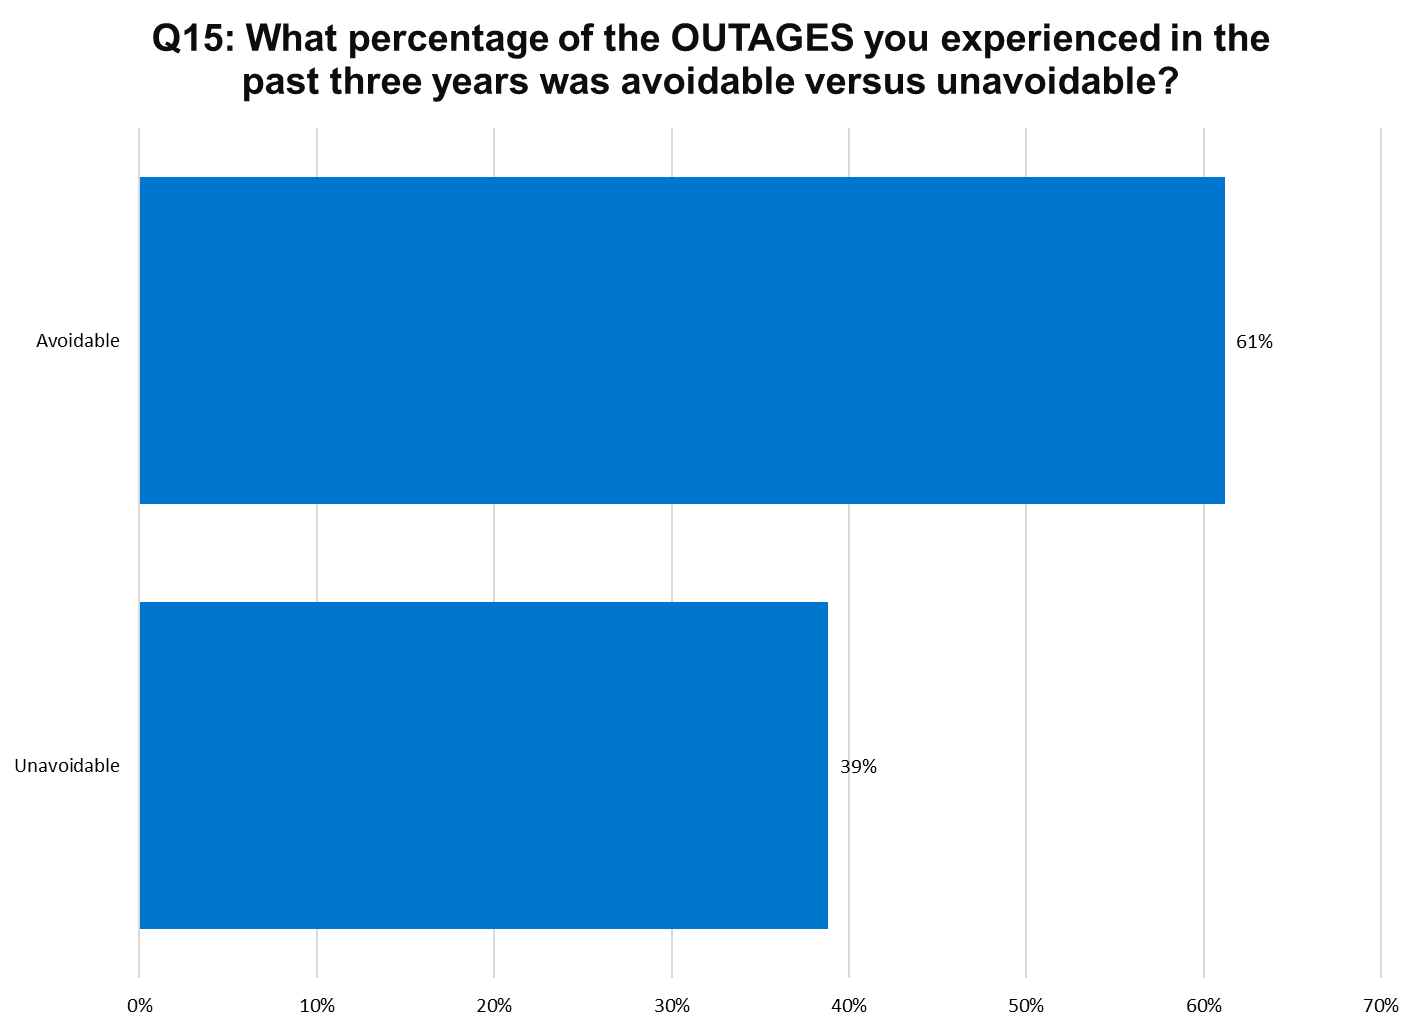 Q15: What percentage of the OUTAGES you experienced in the
past three years was avoidable versus unavoidable?
Avoidable
61%
Unavoidable
39%
0%
10%
20%
30%
40%
50%
60%
70%